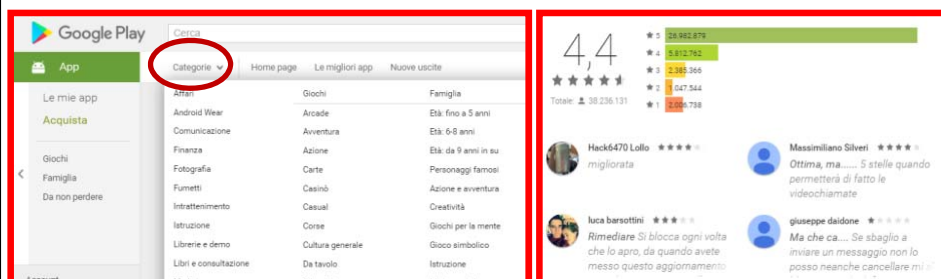 Google Play
Cerca
App
Categorie
Home page
Le migliori app
Nuove uscite
Le mie app
Acquista
Giochi
Famiglia
Da non perdere
Affari
Android Wear
Comunicazione
Finanza
Fotografia
Fumetti
Intrattenimento
Istruzione
Librerie e demo
Libri e consultazione
Giochi
Arcade
Avventura
Azione
Carte
Casinò
Casual
Corse
Cultura generale
Da tavolo
Famiglia
Età: fino a 5 anni
Età: 6-8 anni
Età: da 9 anni in su
Personaggi famosi
Azione e avventura
Creatività
Giochi per la mente
Gioco simbolico
Istruzione
4,4
Totale: 38.236.131
5 26.982.879
4 5.812.762
3 2.385.366
2 1.047.544
1 2.006.738
Hack6470 Lollo
migliorata
Massimiliano Silveri
Ottima, ma...... 5 stelle quando
permetterà di fatto le
videochiamate
luca barsottini
Rimediare Si blocca ogni volta
che lo apro, da quando avete
messo questo aggiornamento
giuseppe daidone
Ma che ca.... Se sbaglio a
inviare un messaggio non lo
posso neanche cancellare